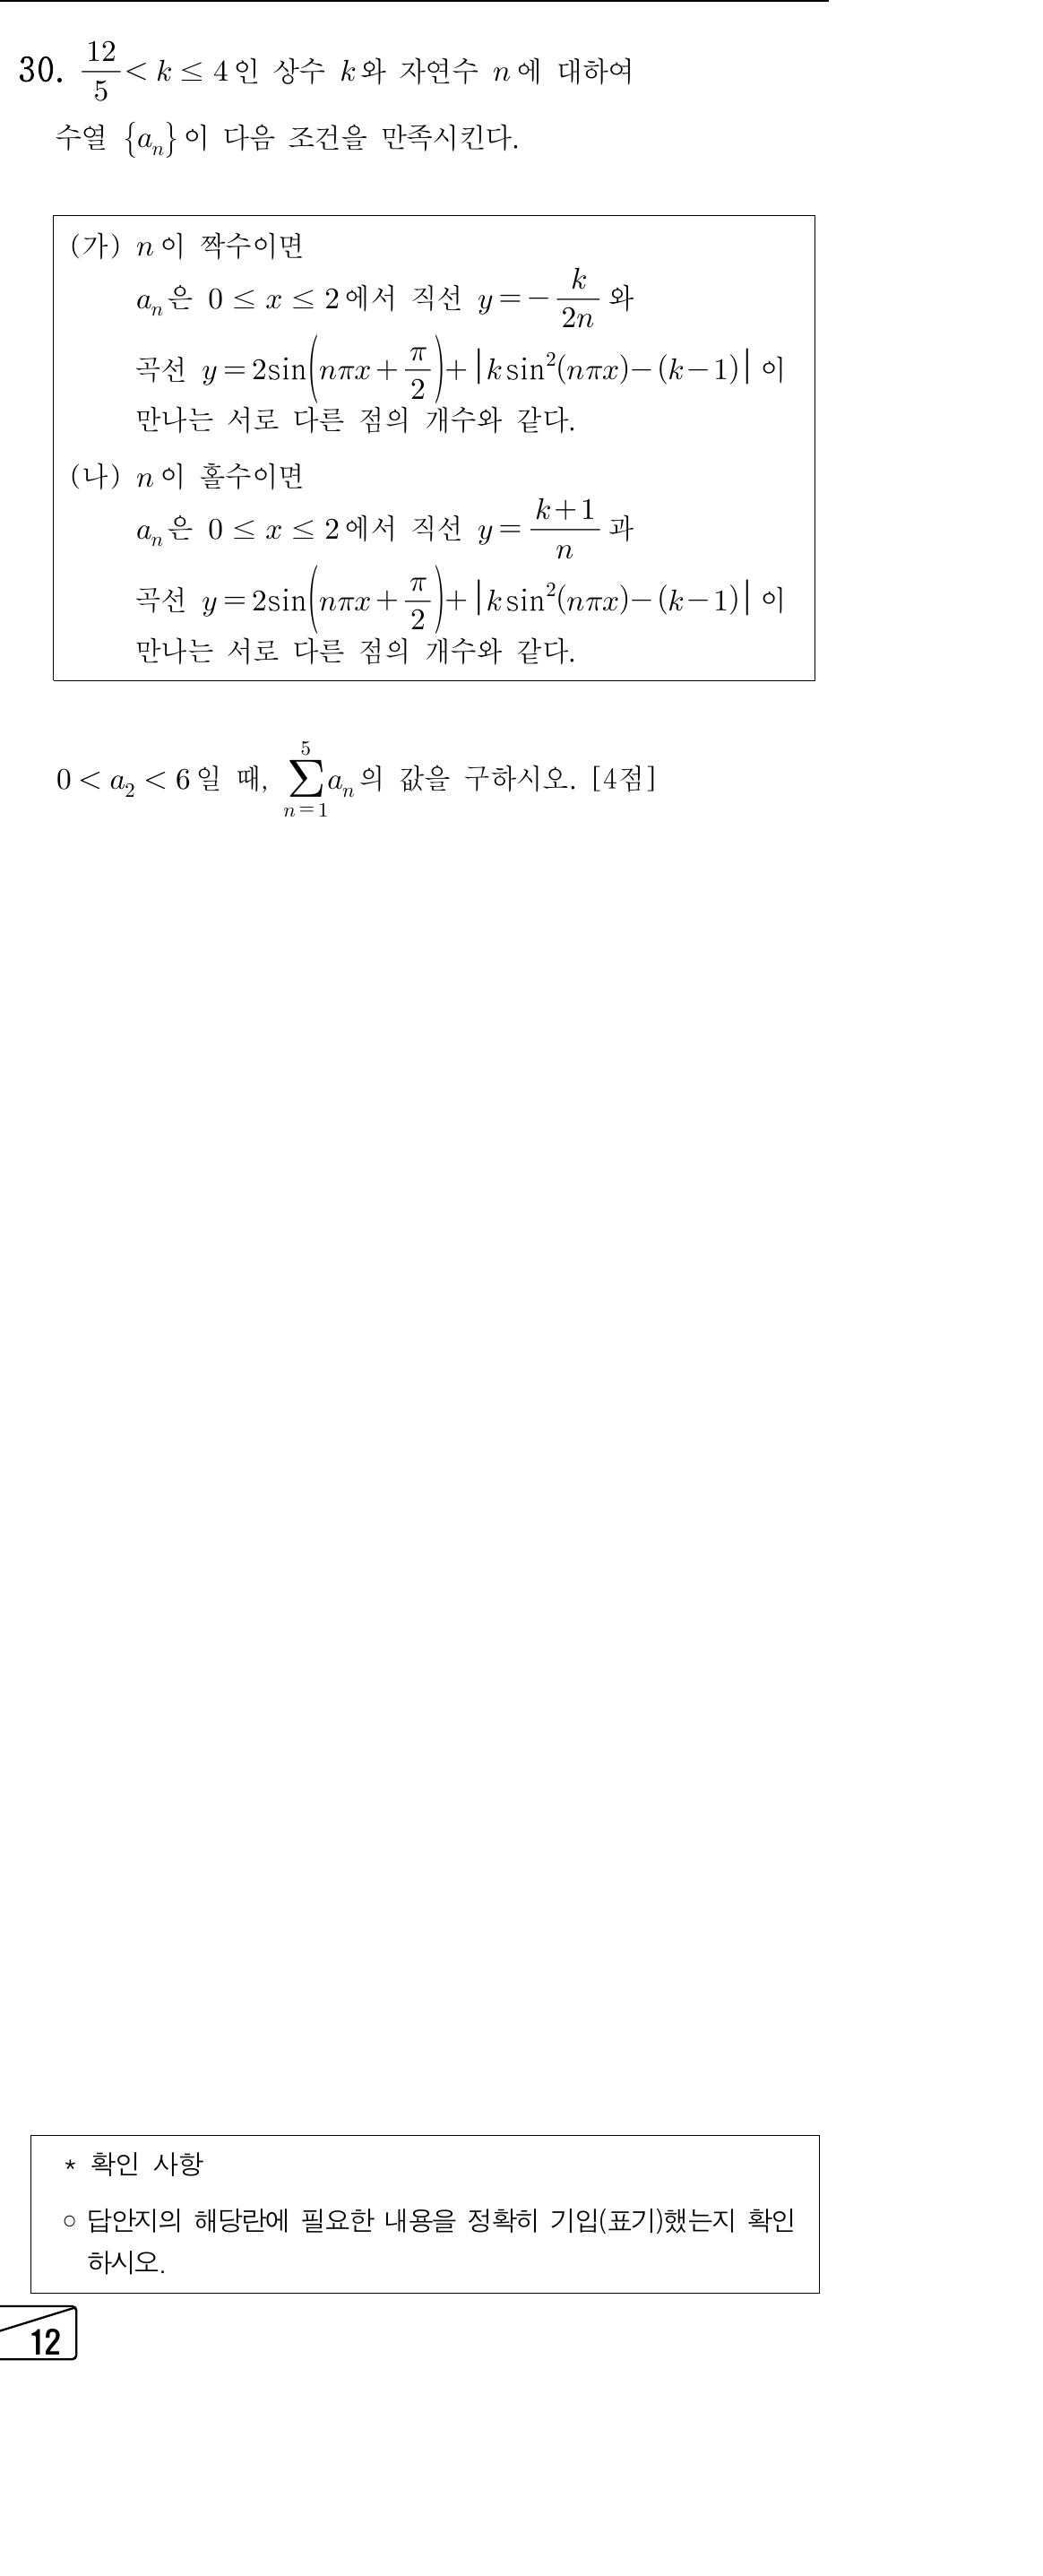 30. $\frac{12}{5} < k \leq 4$인 상수 $k$와 자연수 $n$에 대하여
수열 $\{a_n\}$이 다음 조건을 만족시킨다.
(가) $n$이 짝수이면
$a_n$은 $0 \leq x \leq 2$에서 직선 $y = -\frac{k}{2n}$와
곡선 $y = 2\sin\left(n\pi x + \frac{\pi}{2}\right) + \left| k\sin^2(n\pi x) - (k-1) \right|$이
만나는 서로 다른 점의 개수와 같다.
(나) $n$이 홀수이면
$a_n$은 $0 \leq x \leq 2$에서 직선 $y = \frac{k+1}{n}$과
곡선 $y = 2\sin\left(n\pi x + \frac{\pi}{2}\right) + \left| k\sin^2(n\pi x) - (k-1) \right|$이
만나는 서로 다른 점의 개수와 같다.
$0 < a_2 < 6$일 때, $\sum_{n=1}^{5} a_n$의 값을 구하시오. [4점]
* 확인 사항
○ 답안지의 해당란에 필요한 내용을 정확히 기입(표기)했는지 확인
하시오.
12